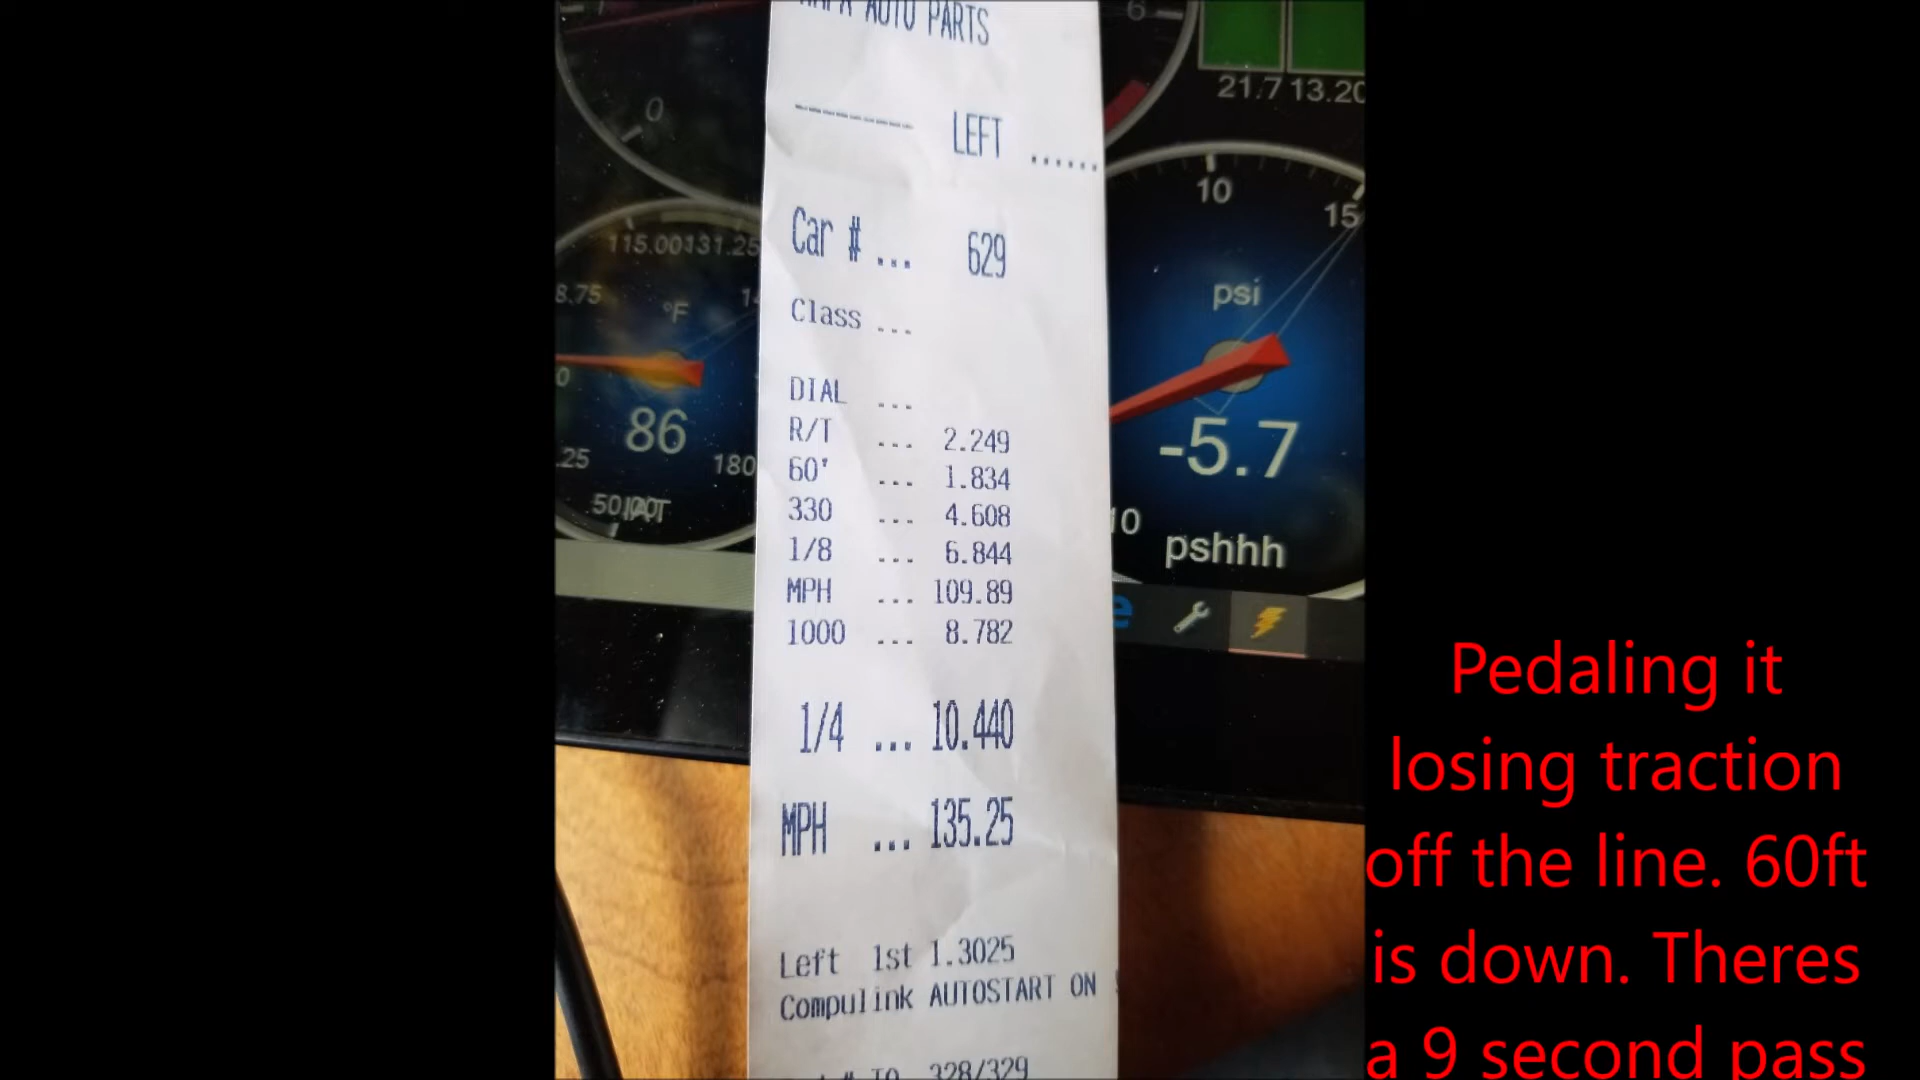 AUTO PARTS
LEFT ......
Car # ... 629
Class ...
DIAL ...
R/T ... 2.249
60' ... 1.834
330 ... 4.608
1/8 ... 6.844
MPH ... 109.89
1000 ... 8.782
1/4 ... 10.440
MPH ... 135.25
Left 1st 1.3025
Compulink AUTOSTART ON
TO 328/329
0
115.00 131.25
8.75
°F
86
.25
180
50.00
IAT
6
21.7 13.20
10
15
psi
-5.7
10
pshhh
Pedaling it
losing traction
off the line. 60ft
is down. Theres
a 9 second pass